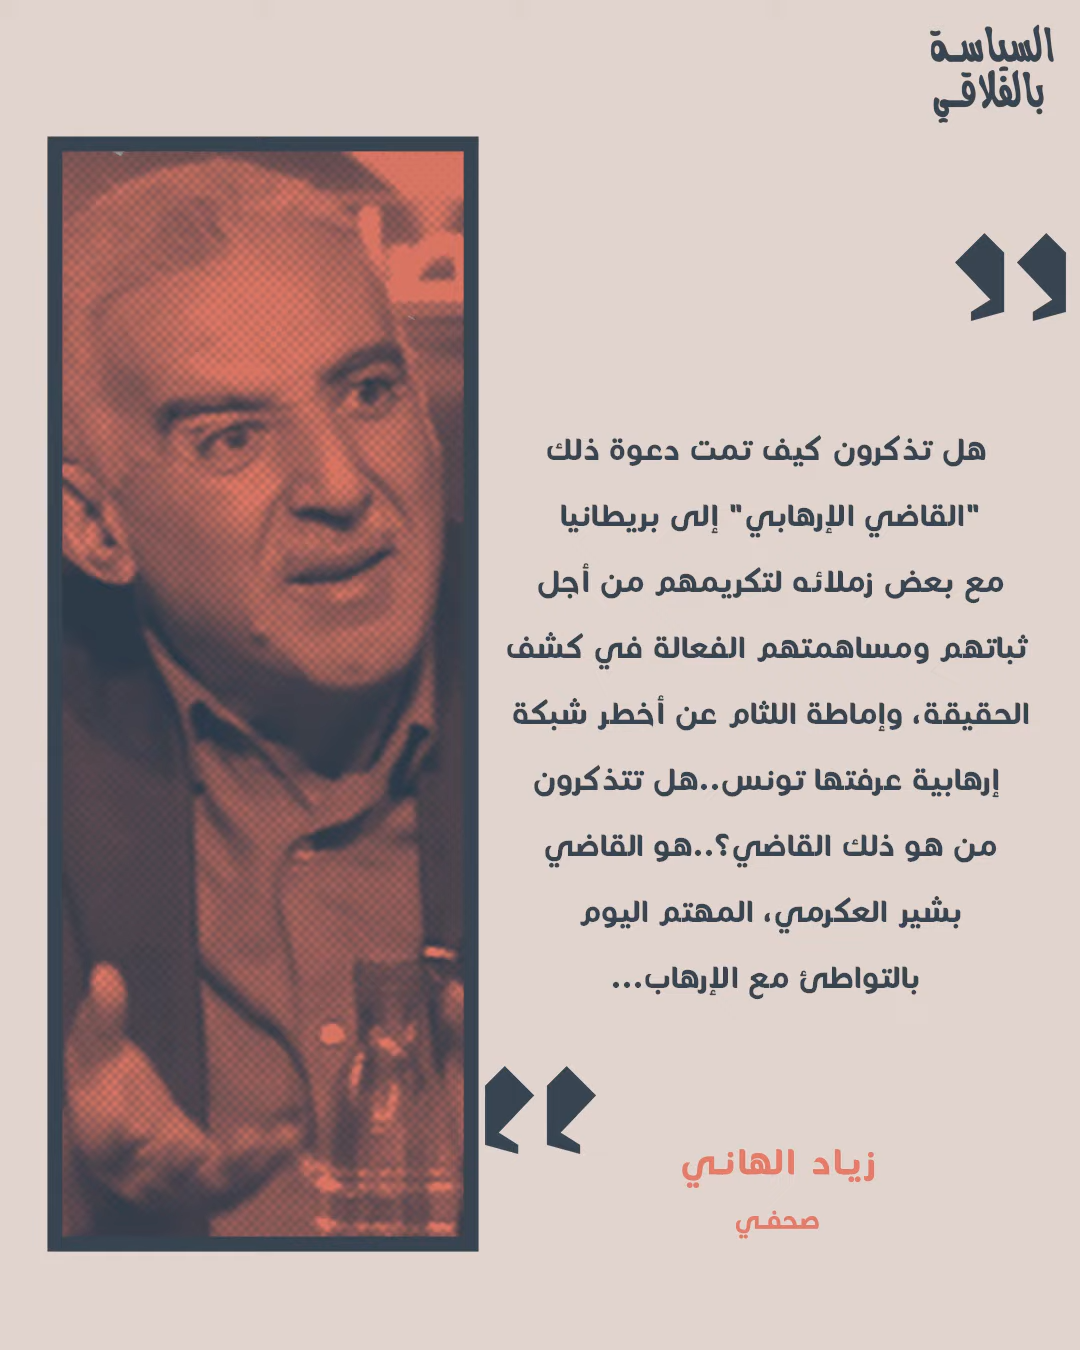 السياسة
بالفلاقي
هل تذكرون كيف تمت دعوة ذلك
"القاضي الإرهابي" إلى بريطانيا
مع بعض زملائه لتكريمهم من أجل
ثباتهم ومساهمتهم الفعالة في كشف
الحقيقة، وإماطة اللثام عن أخطر شبكة
إرهابية عرفتها تونس..هل تتذكرون
من هو ذلك القاضي؟..هو القاضي
بشير العكرمي، المهتم اليوم
بالتواطئ مع الإرهاب...
زياد الهاني
صحفي